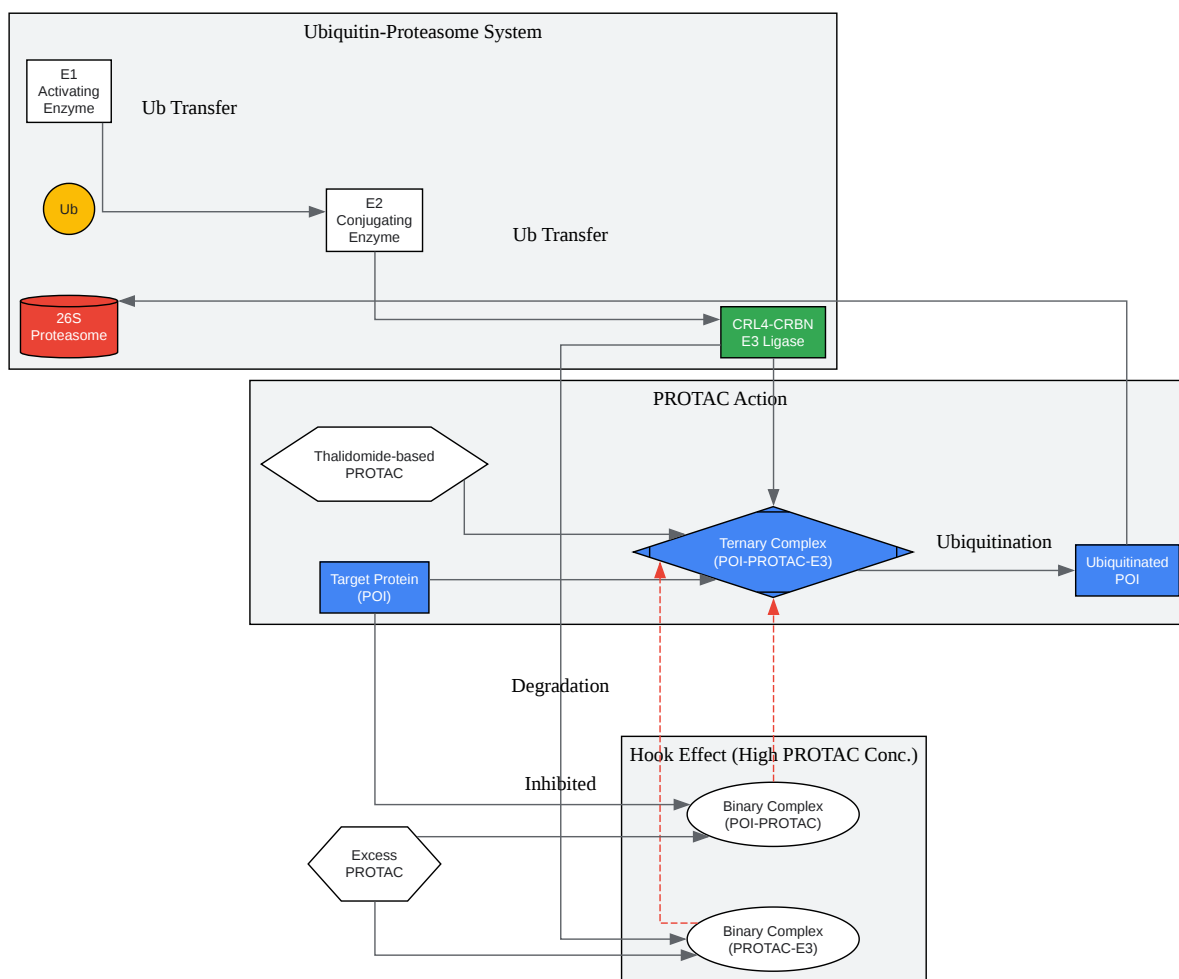 Ubiquitin-Proteasome System
E1
Activating
Enzyme
Ub Transfer
Ub
E2
Conjugating
Enzyme
Ub Transfer
26S
Proteasome
CRL4-CRBN
E3 Ligase
PROTAC Action
Thalidomide-based
PROTAC
Ternary Complex
(POI-PROTAC-E3)
Ubiquitination
Ubiquitinated
POI
Target Protein
(POI)
Degradation
Hook Effect (High PROTAC Conc.)
Inhibited
Binary Complex
(POI-PROTAC)
Excess
PROTAC
Binary Complex
(PROTAC-E3)